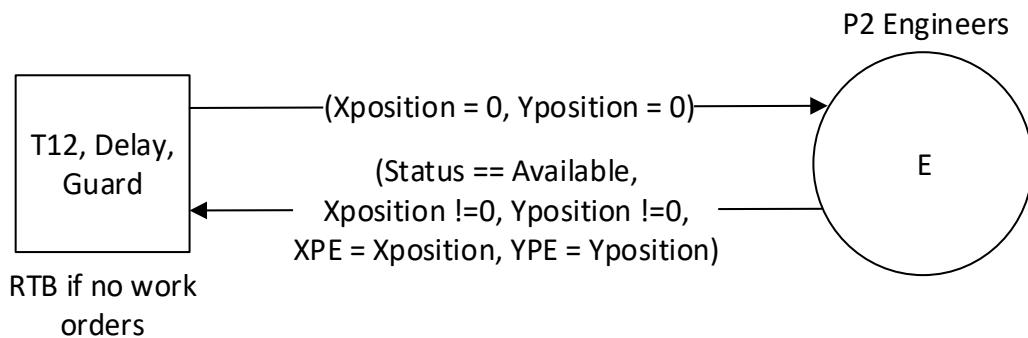 P2 Engineers
(Xposition = 0, Yposition = 0)
T12, Delay,
Guard
(Status == Available,
Xposition !=0, Yposition !=0,
XPE = Xposition, YPE = Yposition)
E
RTB if no work
orders